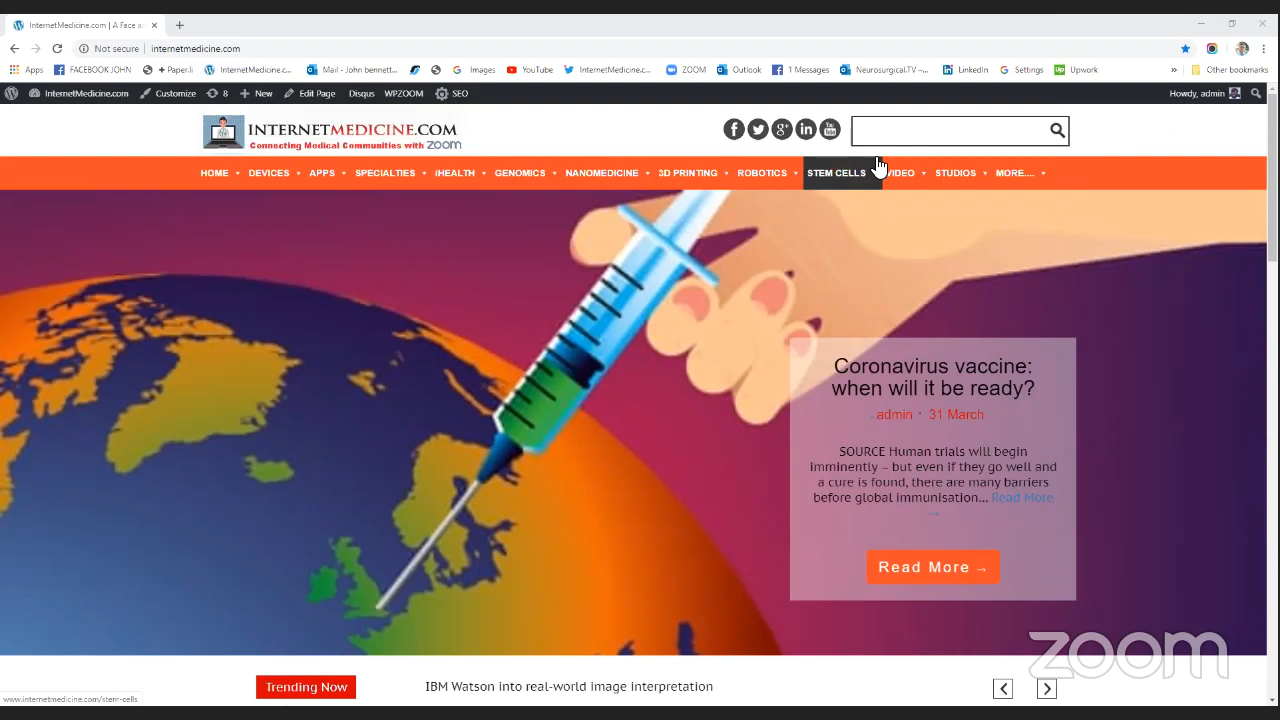 InternetMedicine.com | A Face a
Not secure | internetmedicine.com
Apps FACEBOOK JOHN + Paper.li InternetMedicine.c... Mail - John bennett... Images YouTube InternetMedicine.c... ZOOM Outlook 1 Messages Neurosurgical.TV –... LinkedIn Settings Upwork » Other bookmarks
InternetMedicine.com Customize 8 + New Edit Page Disqus WPZOOM SEO Howdy, admin
INTERNETMEDICINE.COM
Connecting Medical Communities with zoom
HOME DEVICES APPS SPECIALTIES IHEALTH GENOMICS NANOMEDICINE 3D PRINTING ROBOTICS STEM CELLS VIDEO STUDIOS MORE....
Coronavirus vaccine:
when will it be ready?
admin · 31 March
SOURCE Human trials will begin
imminently – but even if they go well and
a cure is found, there are many barriers
before global immunisation... Read More
→
Read More →
zoom
Trending Now IBM Watson into real-world image interpretation
www.internetmedicine.com/stem-cells